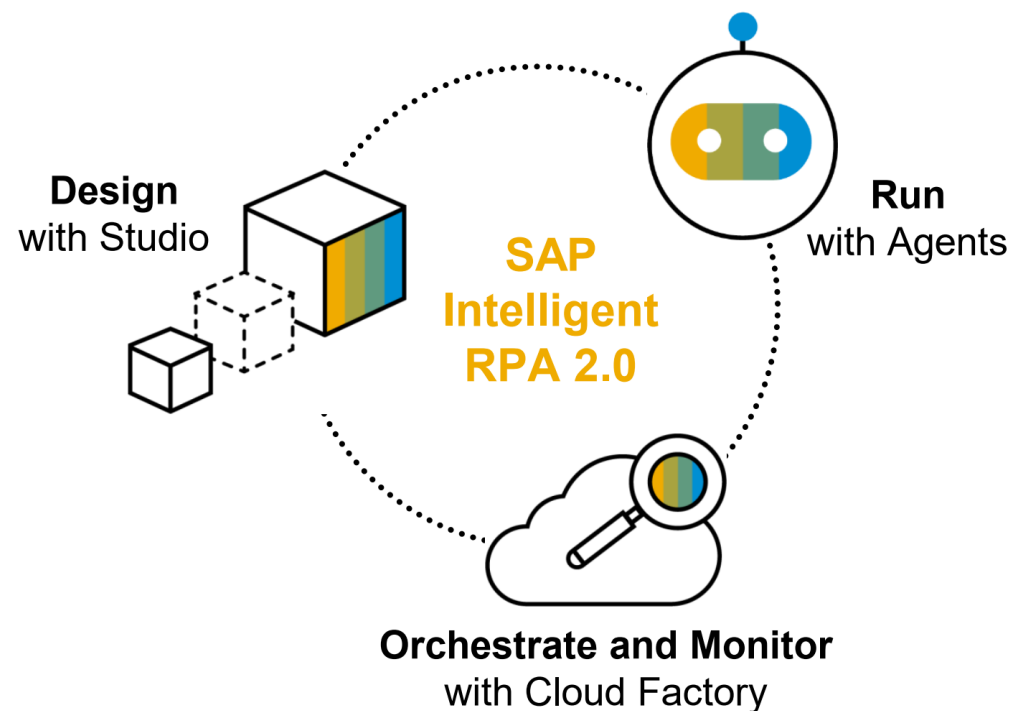 Design
with Studio
SAP
Intelligent
RPA 2.0
Run
with Agents
Orchestrate and Monitor
with Cloud Factory